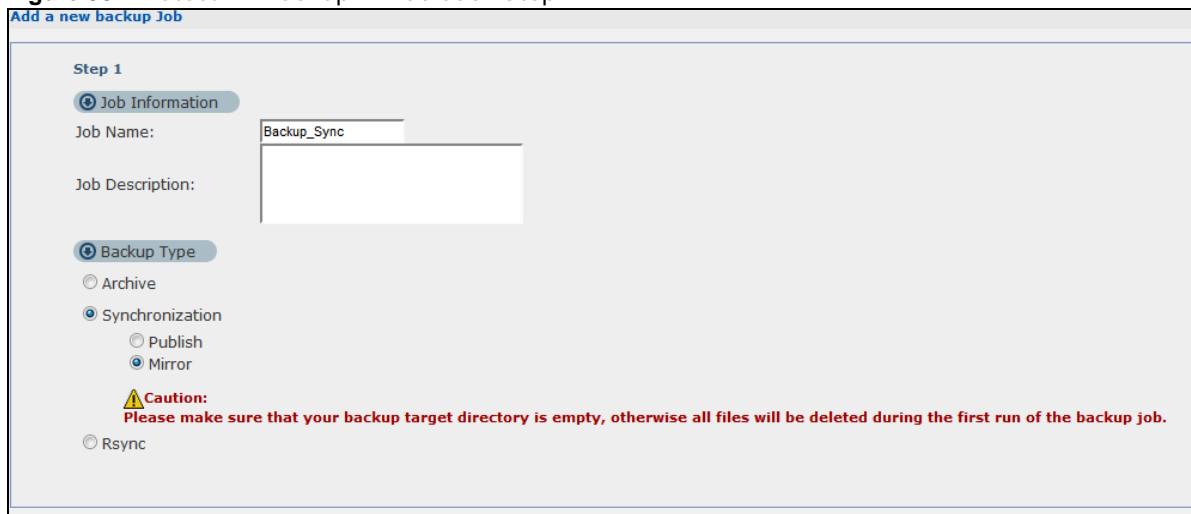 Add a new backup Job
Step 1
Job Information
Job Name: Backup_Sync
Job Description:
Backup Type
Archive
Synchronization
Publish
Mirror
Caution:
Please make sure that your backup target directory is empty, otherwise all files will be deleted during the first run of the backup job.
Rsync